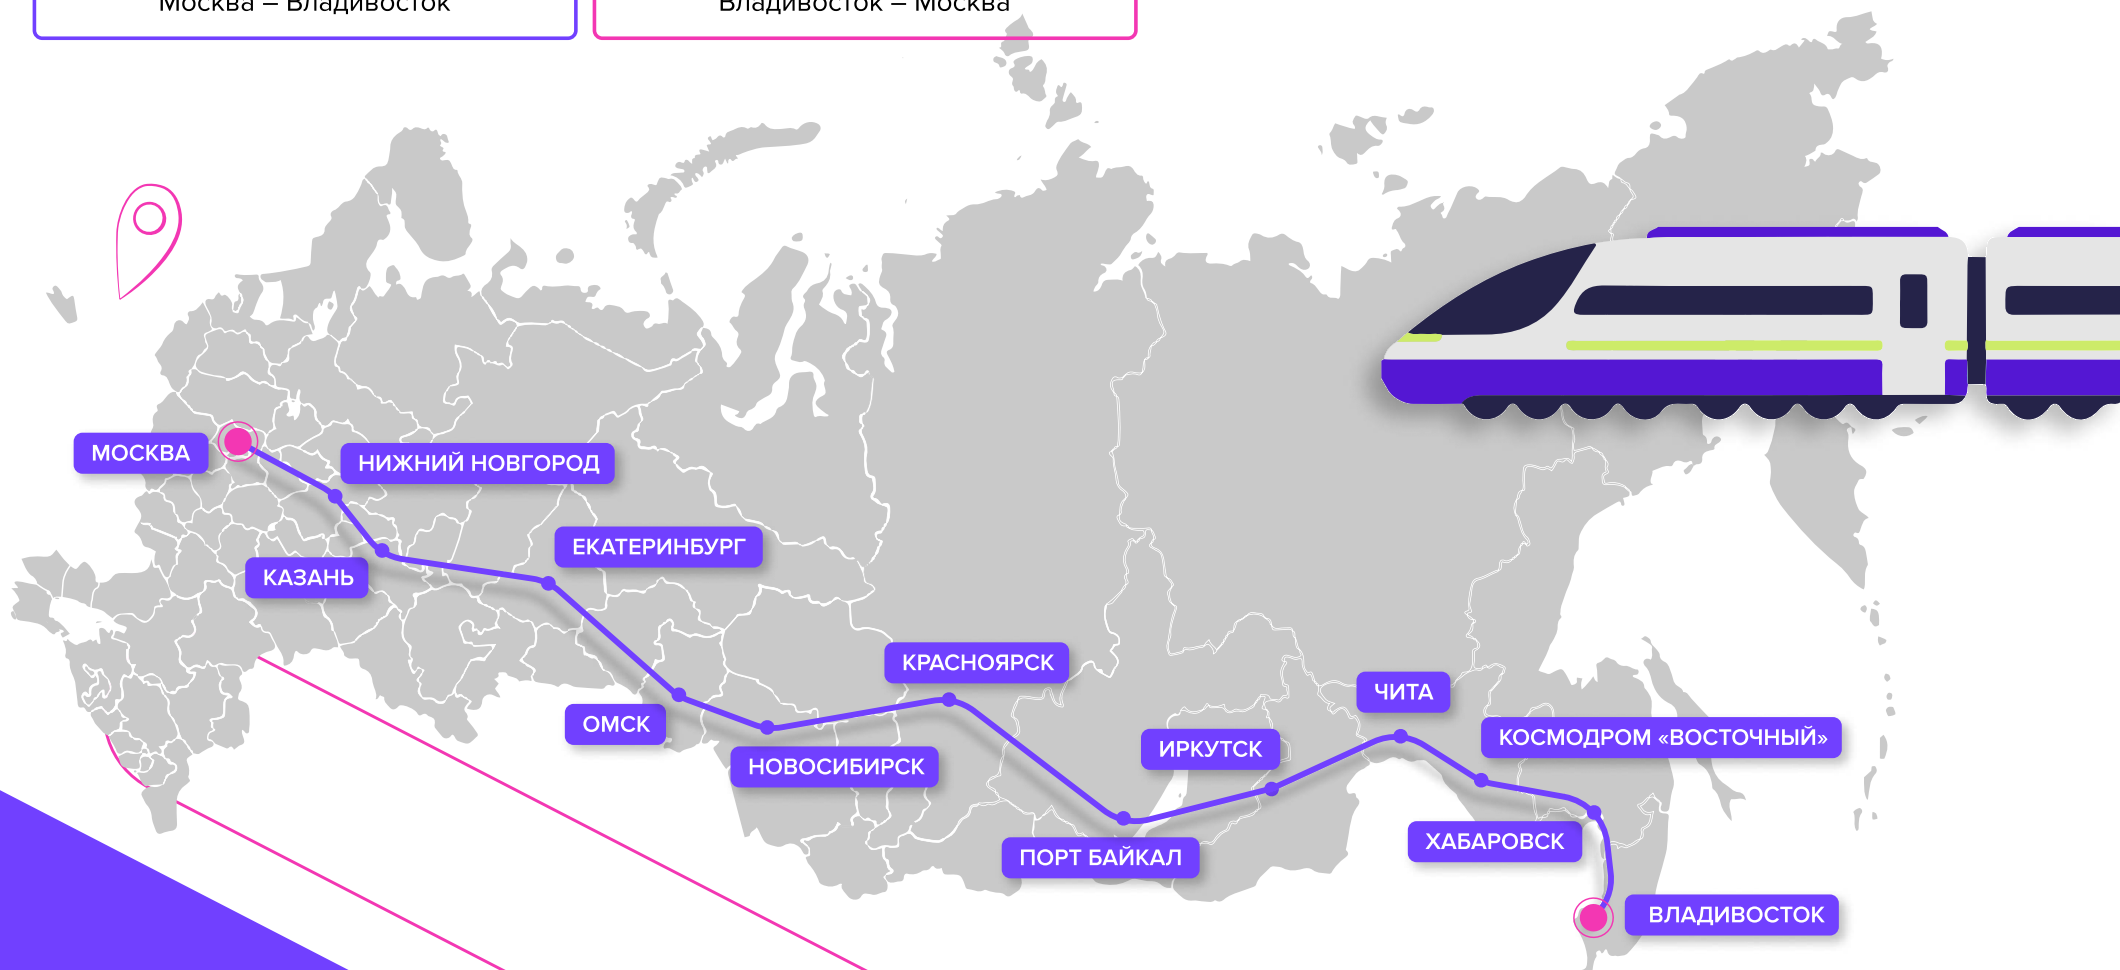 Москва – Владивосток
Владивосток – Москва
МОСКВА
НИЖНИЙ НОВГОРОД
ЕКАТЕРИНБУРГ
КАЗАНЬ
КРАСНОЯРСК
ЧИТА
ОМСК
КОСМОДРОМ «ВОСТОЧНЫЙ»
ИРКУТСК
НОВОСИБИРСК
ХАБАРОВСК
ПОРТ БАЙКАЛ
ВЛАДИВОСТОК